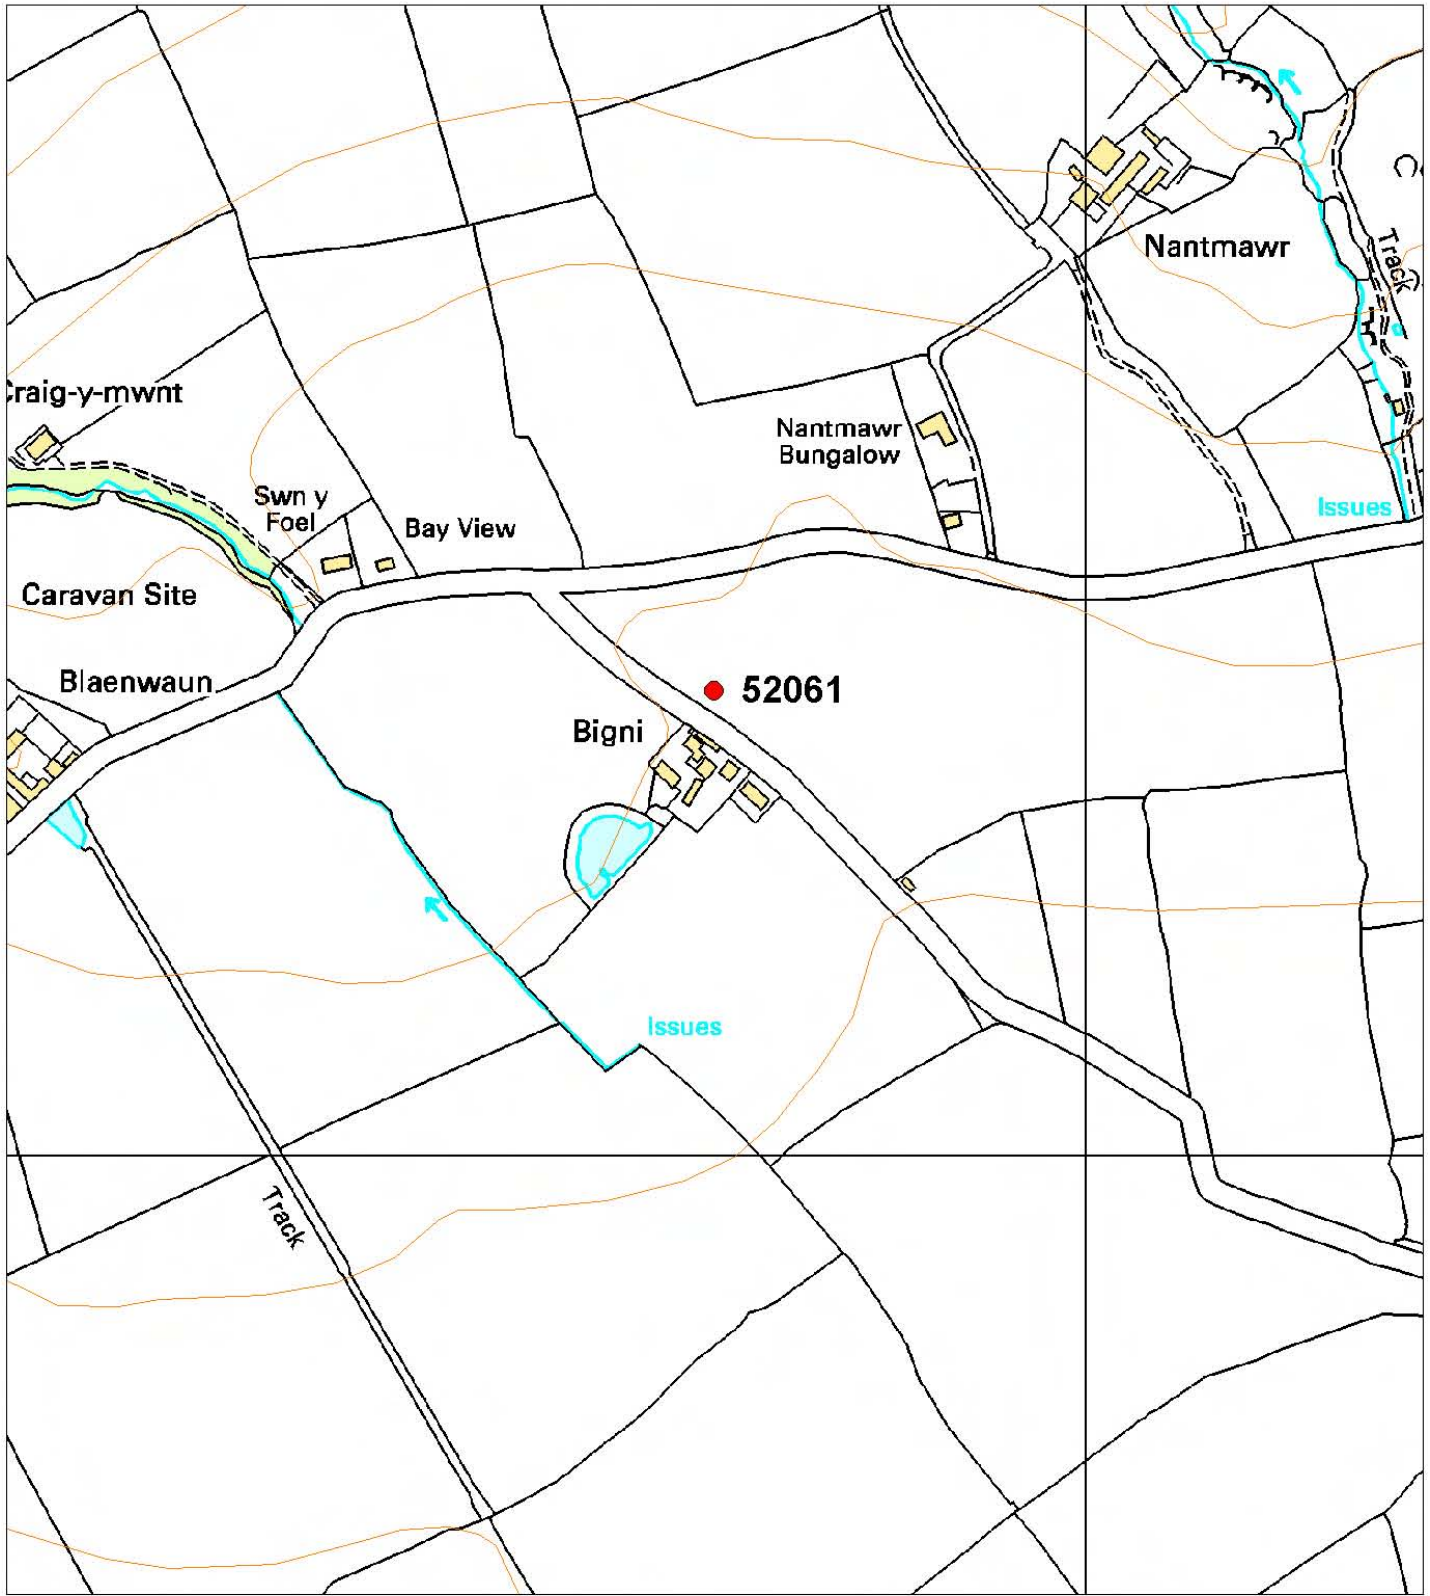 Nantmawr
Track
Craig-y-mwnt
Nantmawr
Bungalow
Swn y
Foel
Bay View
Issues
Caravan Site
Blaenwaun
52061
Bigni
Issues
Track